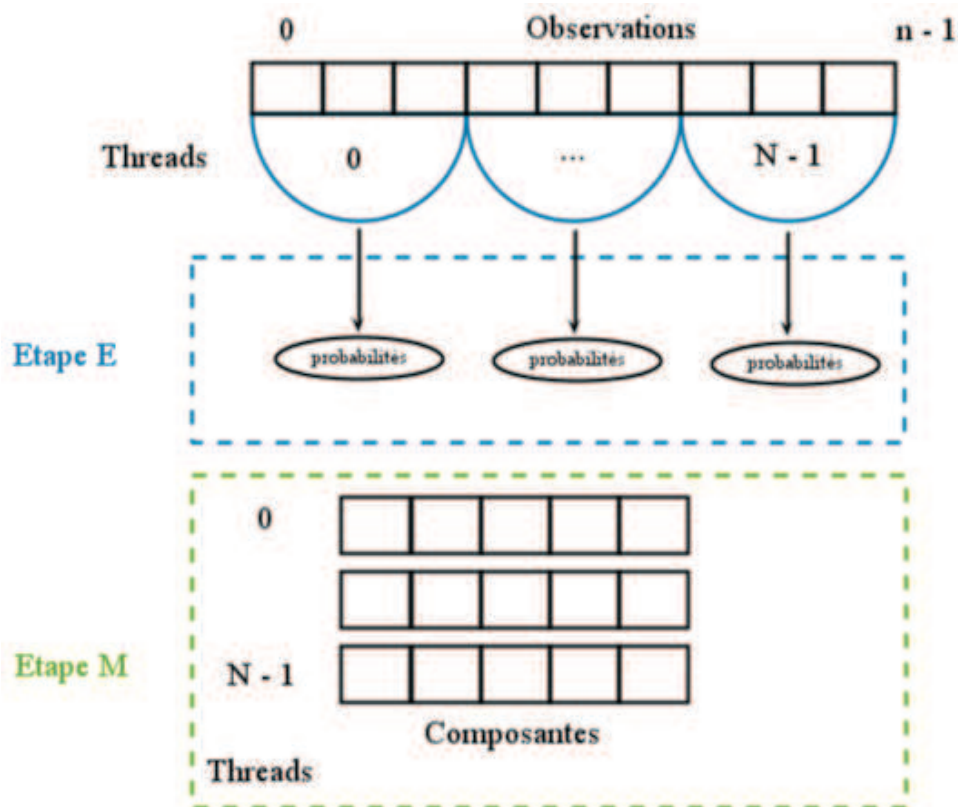 0 Observations n - 1
Threads 0 ... N - 1
Etape E
probabilités probabilités probabilités
0
Etape M
N - 1
Composantes
Threads